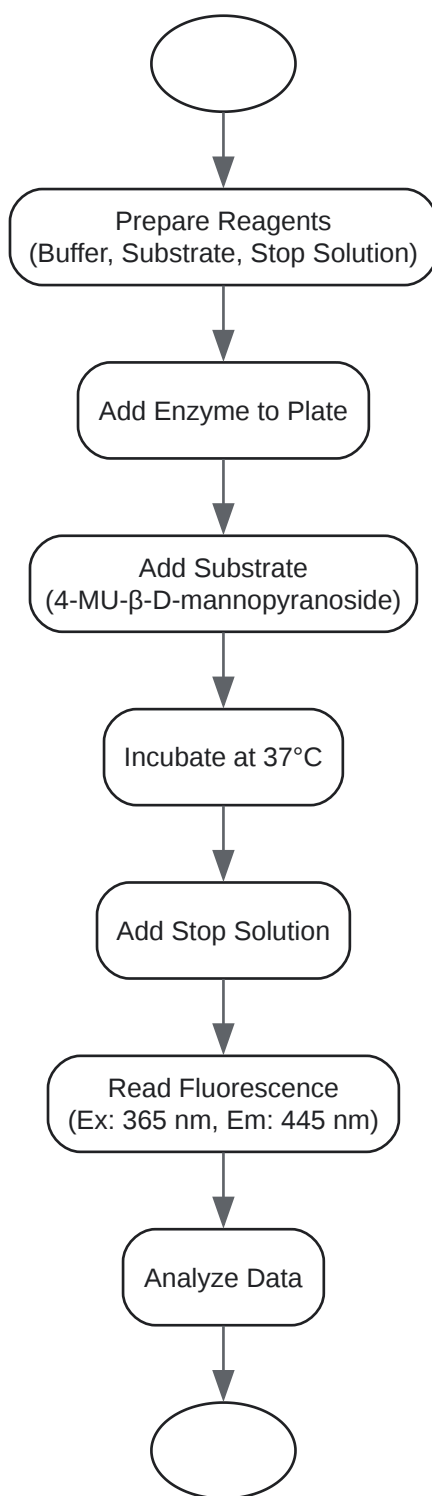 Prepare Reagents
(Buffer, Substrate, Stop Solution)
Add Enzyme to Plate
Add Substrate
(4-MU-β-D-mannopyranoside)
Incubate at 37°C
Add Stop Solution
Read Fluorescence
(Ex: 365 nm, Em: 445 nm)
Analyze Data